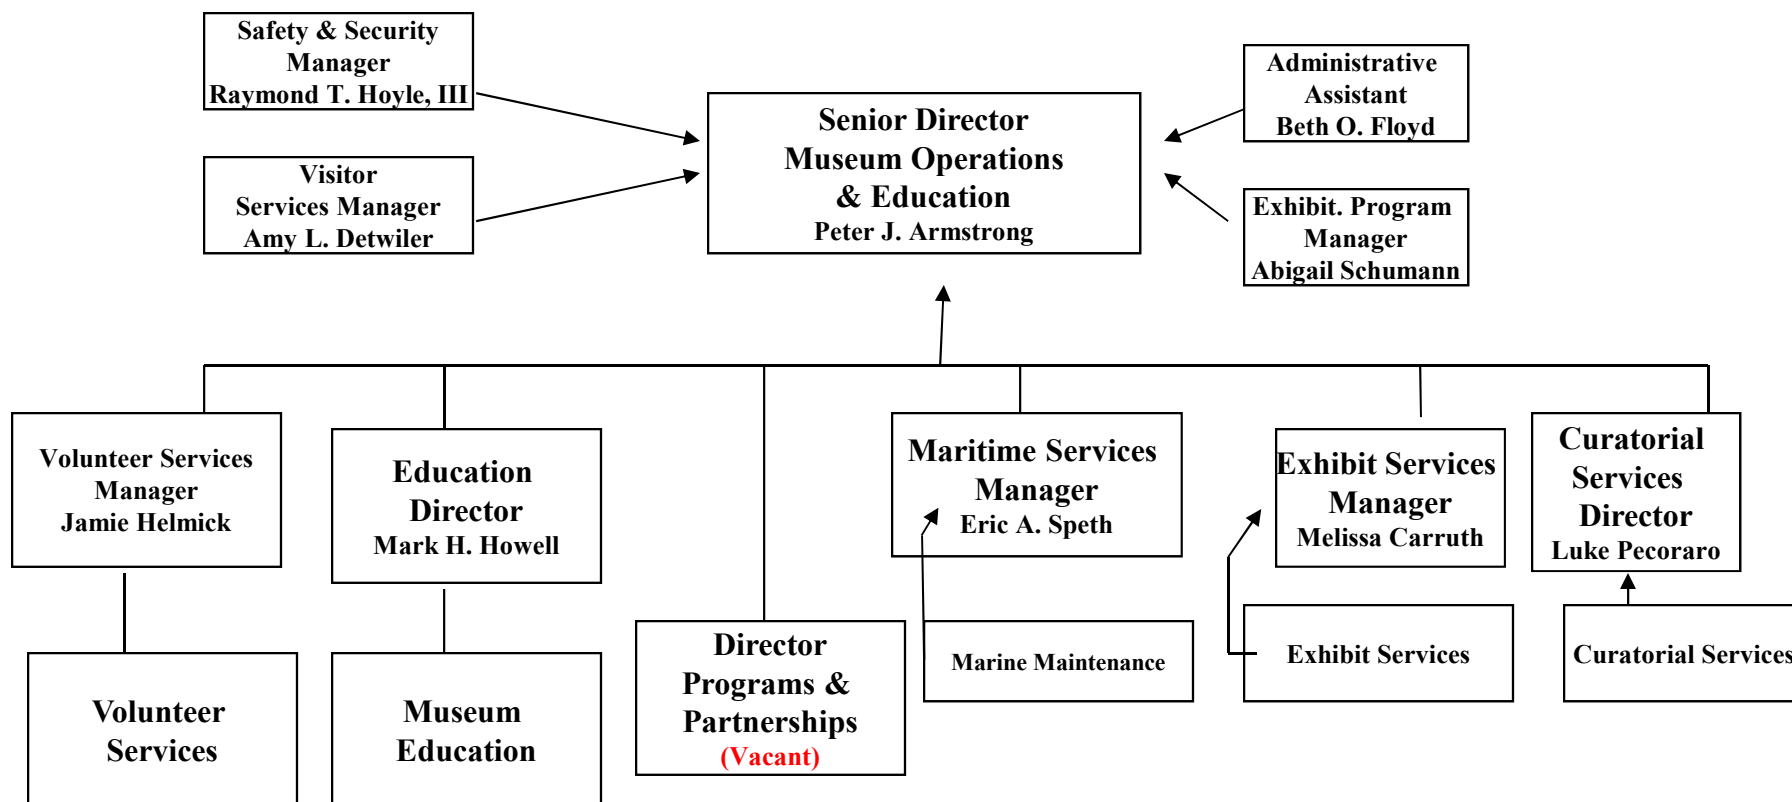 Safety & Security
Manager
Raymond T. Hoyle, III
Visitor
Services Manager
Amy L. Detwiler
Senior Director
Museum Operations
& Education
Peter J. Armstrong
Administrative
Assistant
Beth O. Floyd
Exhibit. Program
Manager
Abigail Schumann
Volunteer Services
Manager
Jamie Helmick
Education
Director
Mark H. Howell
Maritime Services
Manager
Eric A. Speth
Exhibit Services
Manager
Melissa Carruth
Curatorial
Services
Director
Luke Pecoraro
Volunteer
Services
Museum
Education
Director
Programs &
Partnerships
(Vacant)
Marine Maintenance
Exhibit Services
Curatorial Services